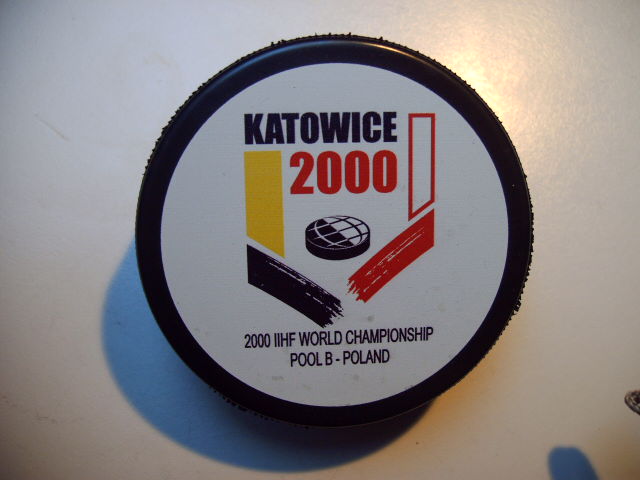 KATOWICE
2000
2000 IIHF WORLD CHAMPIONSHIP
POOL B - POLAND